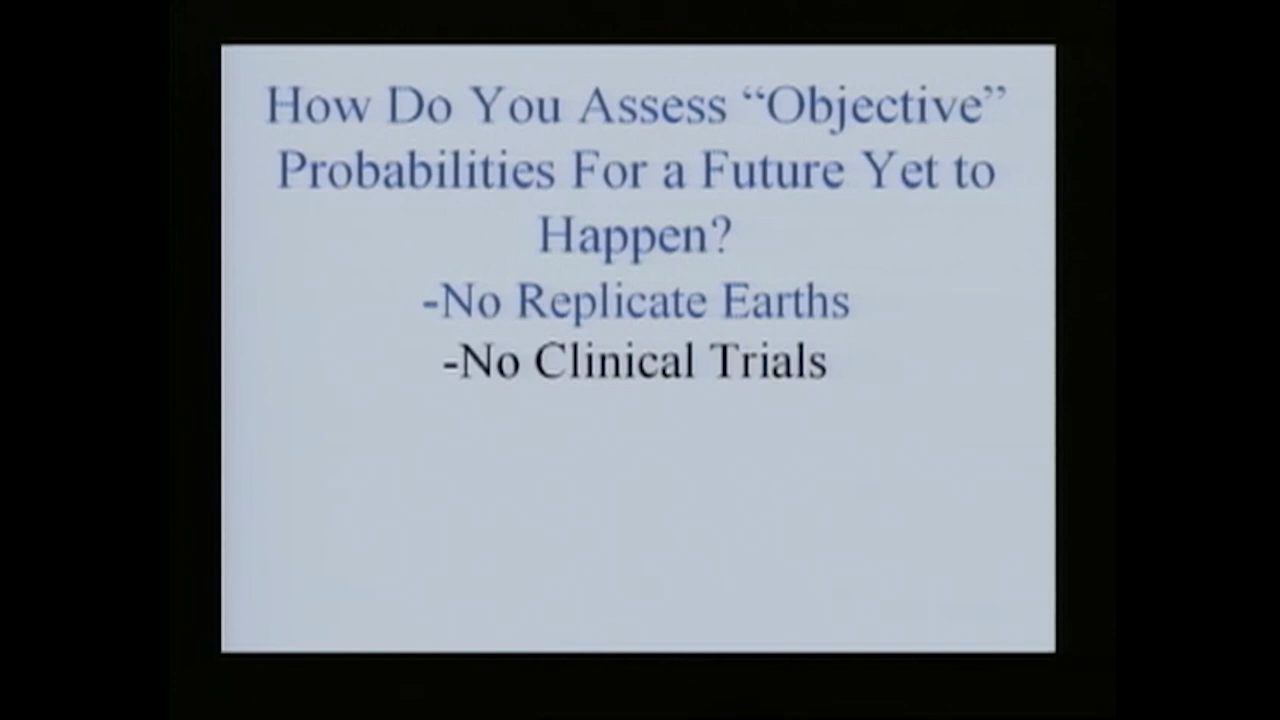 How Do You Assess “Objective”
Probabilities For a Future Yet to
Happen?
-No Replicate Earths
-No Clinical Trials